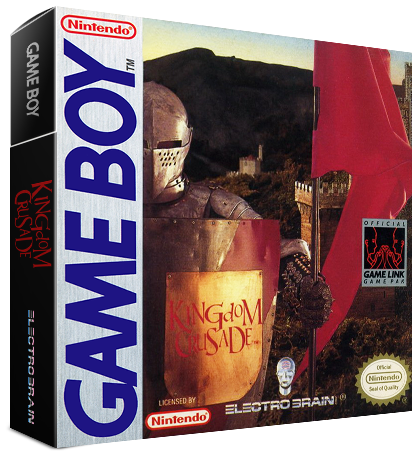 GAME BOY
KINGDOM
CRUSADE
ELECTRO BRAIN
Nintendo®
GAME BOY™
OFFICIAL
GAME LINK
GAME PAK
KINGDOM
CRUSADE™
LICENSED BY
Nintendo
ELECTRO BRAIN®
Official
Nintendo
Seal of Quality